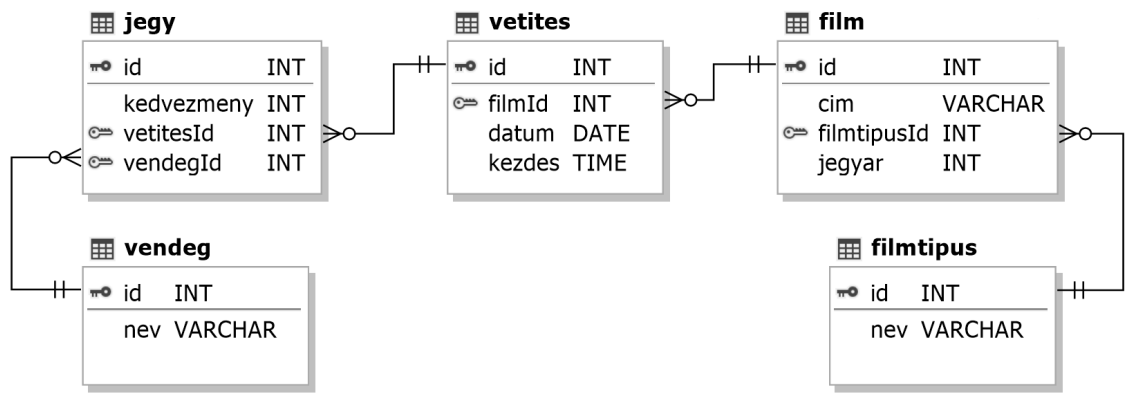 jegy
id INT
kedvezmeny INT
vetitesId INT
vendegId INT
vetites
id INT
filmId INT
datum DATE
kezdes TIME
film
id INT
cim VARCHAR
filmtipusId INT
jegyar INT
vendeg
id INT
nev VARCHAR
filmtipus
id INT
nev VARCHAR